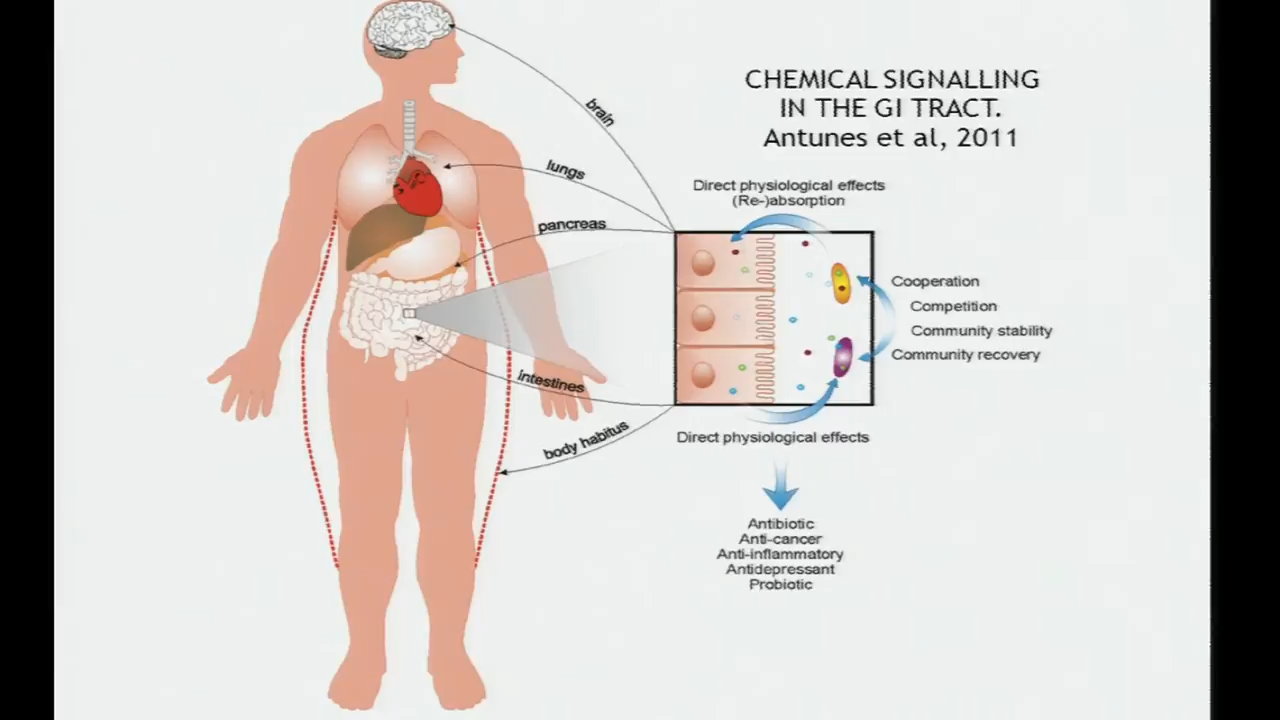 CHEMICAL SIGNALLING
IN THE GI TRACT.
Antunes et al, 2011
brain
lungs
pancreas
intestines
body habitus
Direct physiological effects
(Re-)absorption
Cooperation
Competition
Community stability
Community recovery
Direct physiological effects
Antibiotic
Anti-cancer
Anti-inflammatory
Antidepressant
Probiotic